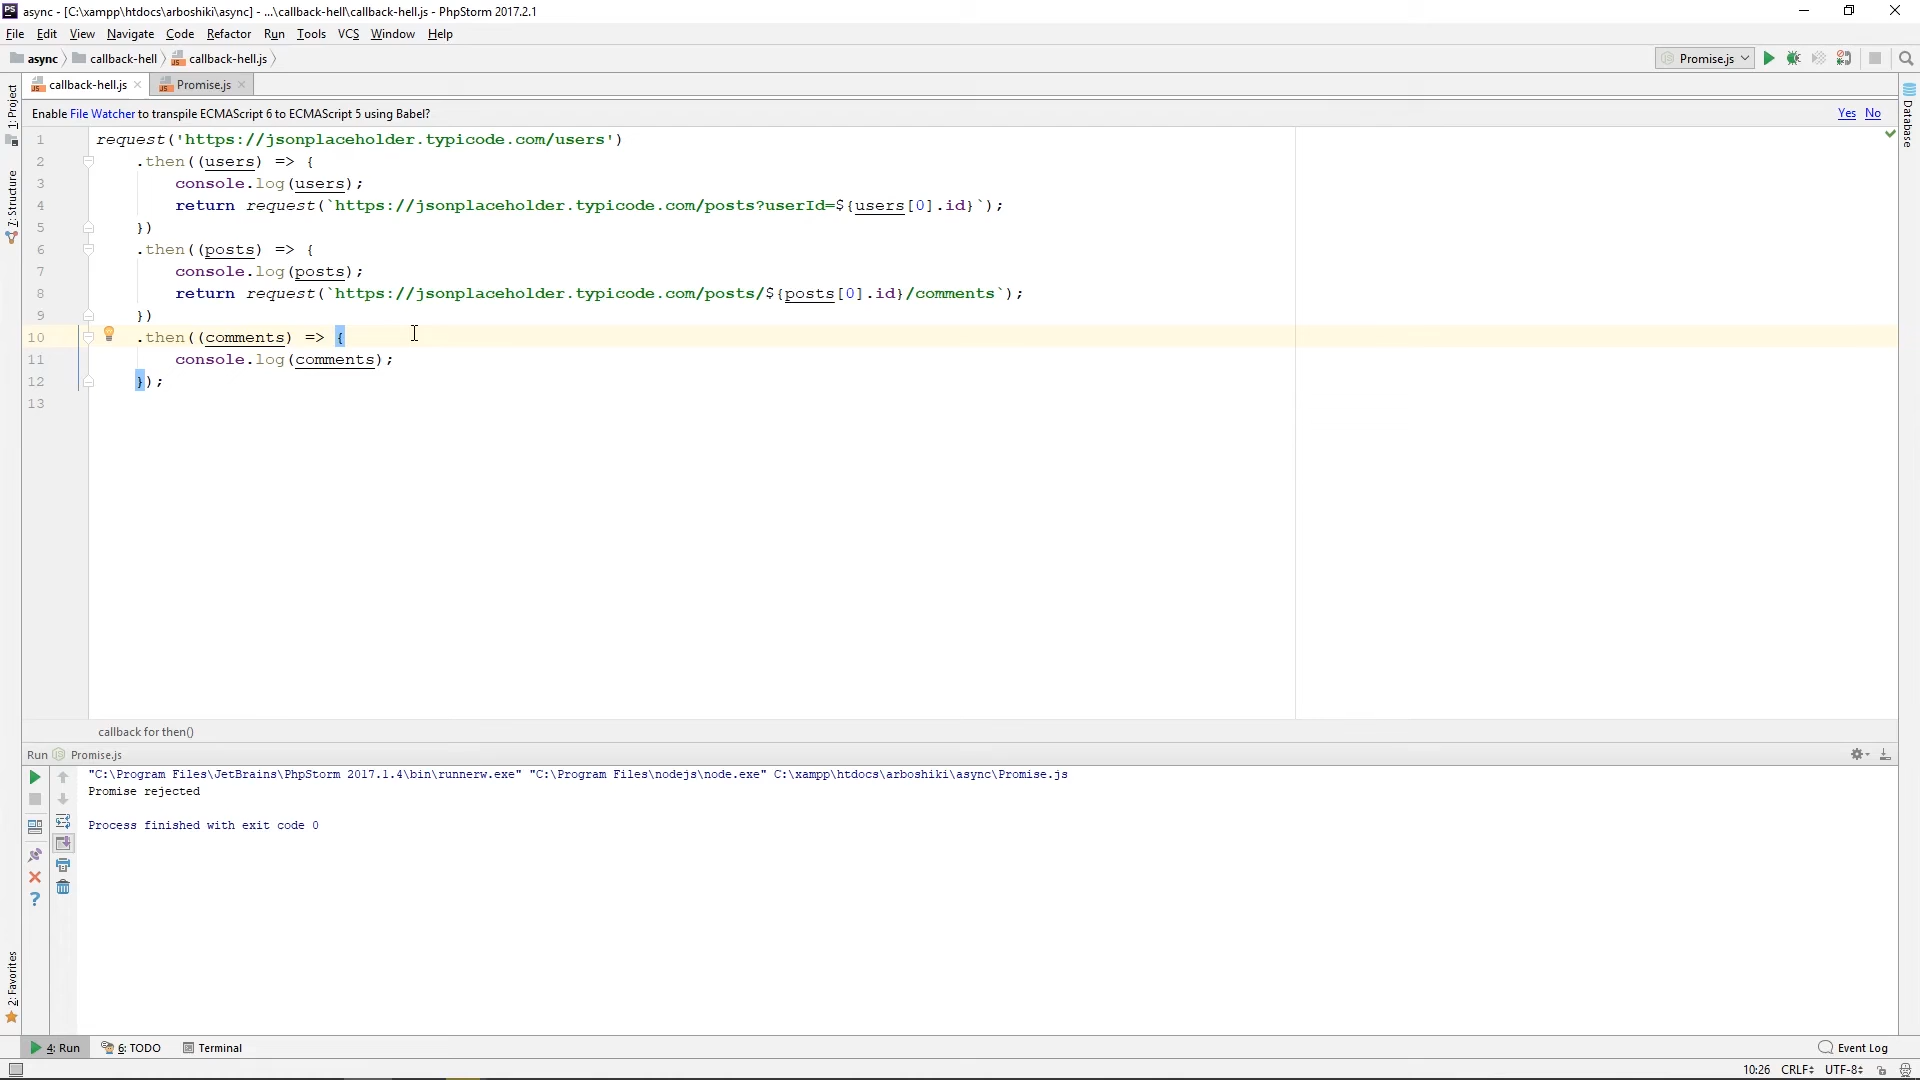 async - [C:\xampp\htdocs\arboshiki\async] - ...\callback-hell\callback-hell.js - PhpStorm 2017.2.1
File Edit View Navigate Code Refactor Run Tools VCS Window Help
async callback-hell callback-hell.js
Promise.js
callback-hell.js Promise.js
Enable File Watcher to transpile ECMAScript 6 to ECMAScript 5 using Babel? Yes No
1 request('https://jsonplaceholder.typicode.com/users')
2 .then((users) => {
3 console.log(users);
4 return request(`https://jsonplaceholder.typicode.com/posts?userId=${users[0].id}`);
5 })
6 .then((posts) => {
7 console.log(posts);
8 return request(`https://jsonplaceholder.typicode.com/posts/${posts[0].id}/comments`);
9 })
10 .then((comments) => {
11 console.log(comments);
12 });
13
1: Project
7: Structure
2: Favorites
Database
callback for then()
Run Promise.js
"C:\Program Files\JetBrains\PhpStorm 2017.1.4\bin\runnerw.exe" "C:\Program Files\nodejs\node.exe" C:\xampp\htdocs\arboshiki\async\Promise.js
Promise rejected
Process finished with exit code 0
4: Run 6: TODO Terminal Event Log
10:26 CRLF UTF-8